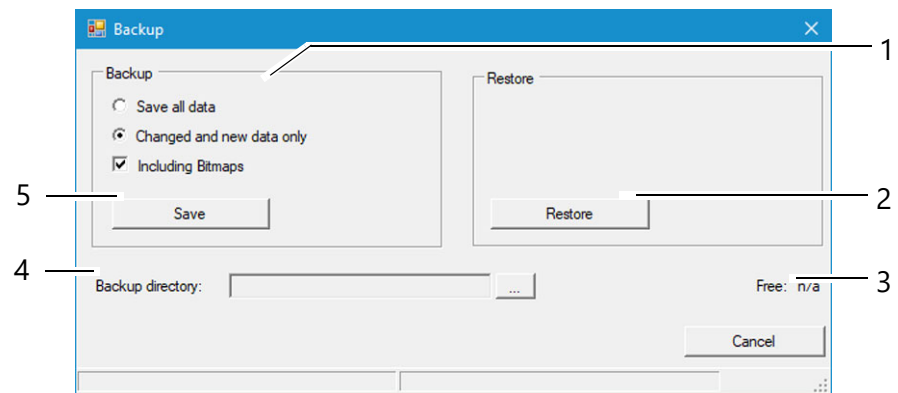 Backup
1
Backup
Restore
Save all data
Changed and new data only
Including Bitmaps
5
2
Save
Restore
4
Backup directory:
...
Free: n/a
3
Cancel